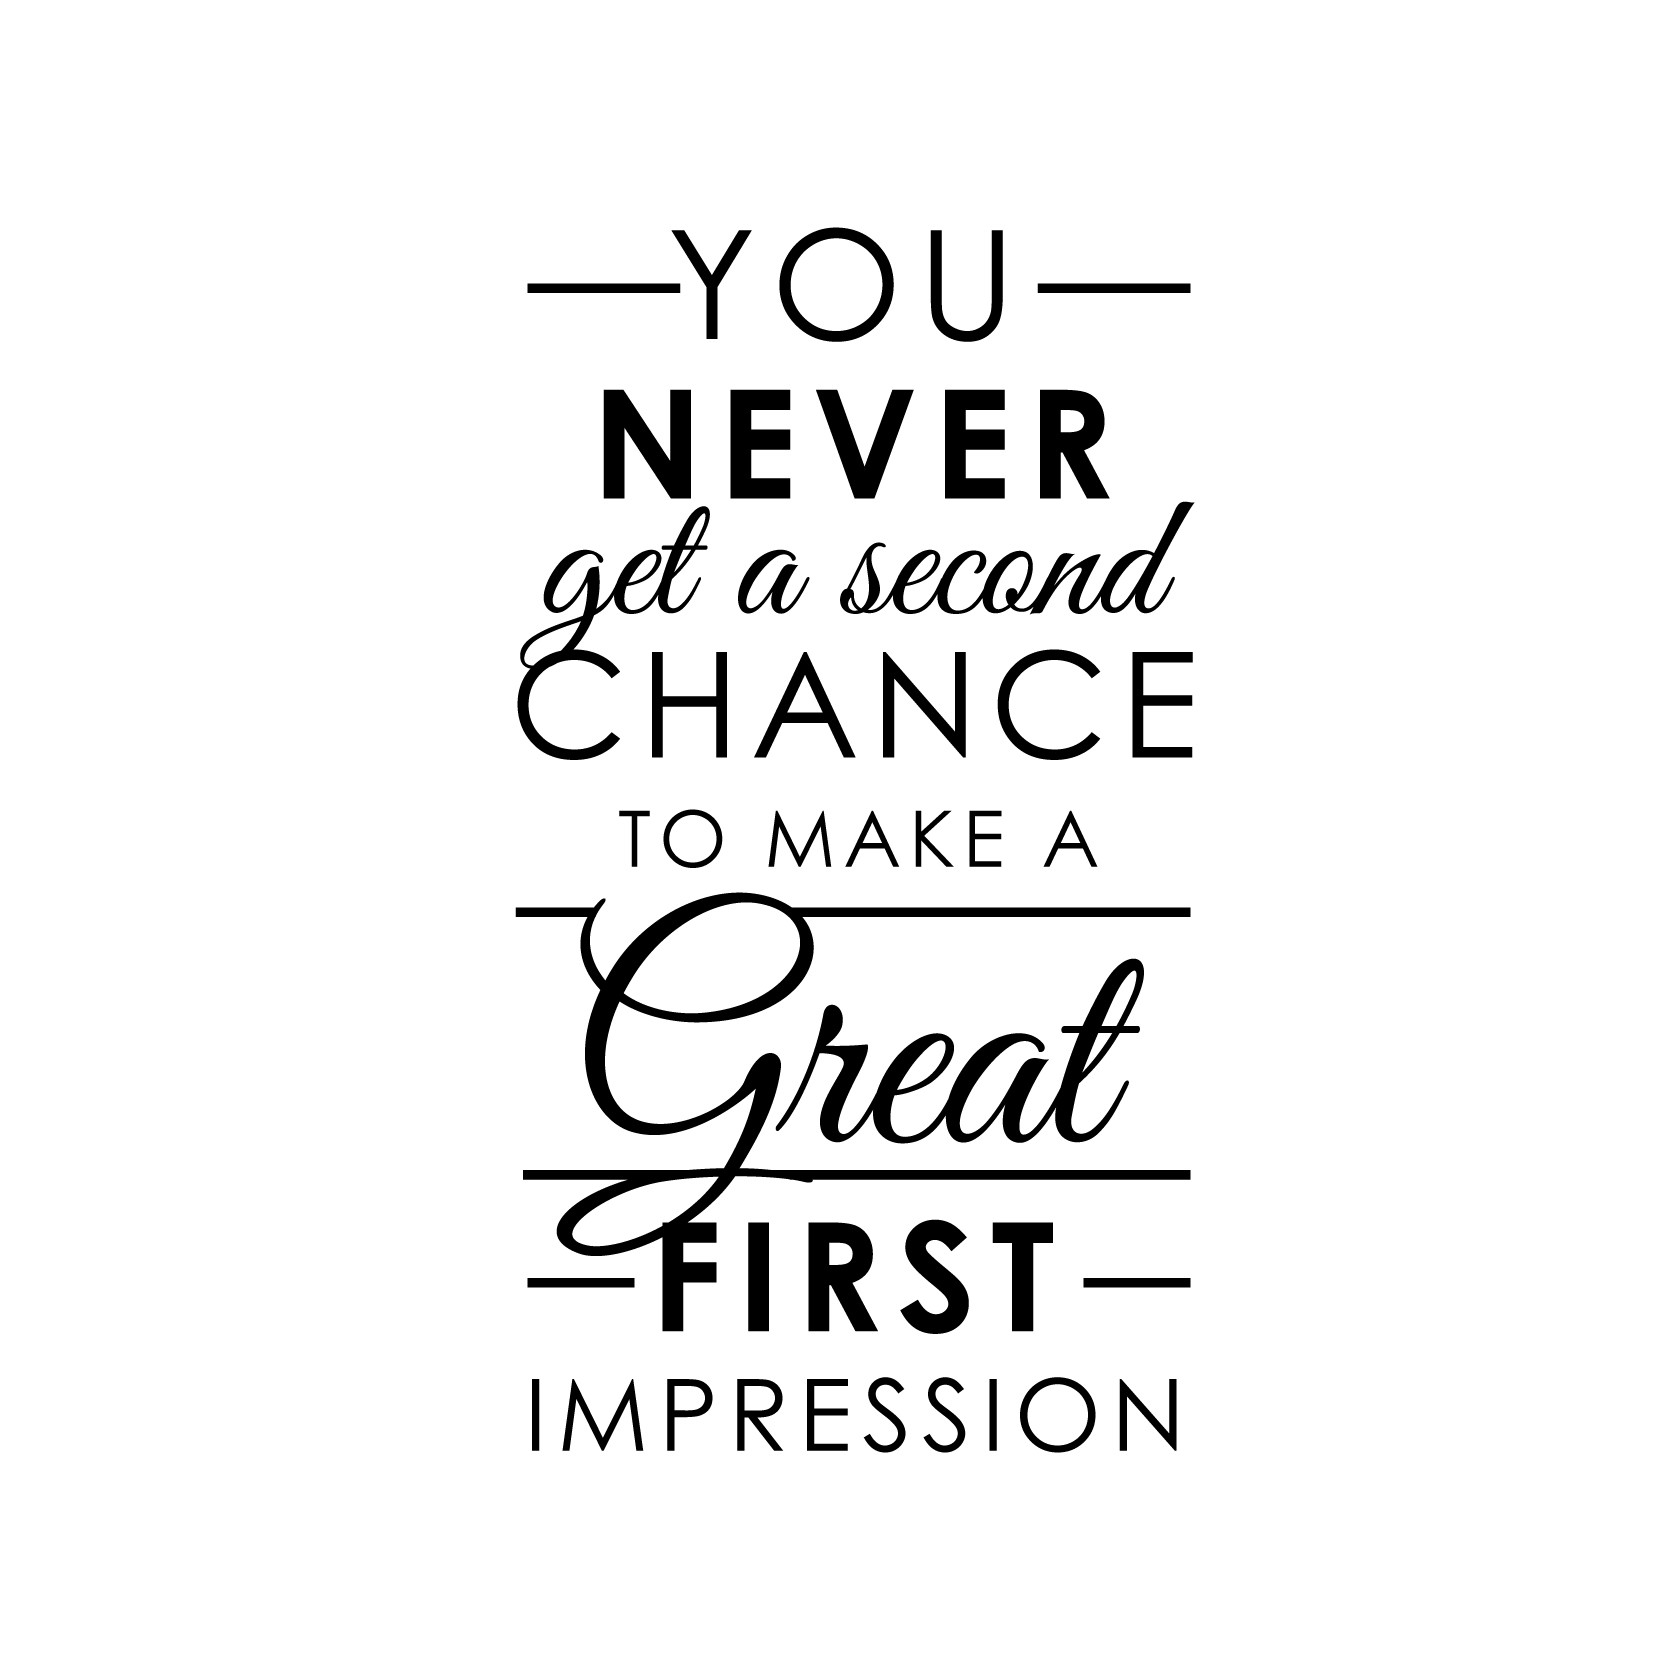 YOU
NEVER
get a second
CHANCE
TO MAKE A
Great
FIRST
IMPRESSION